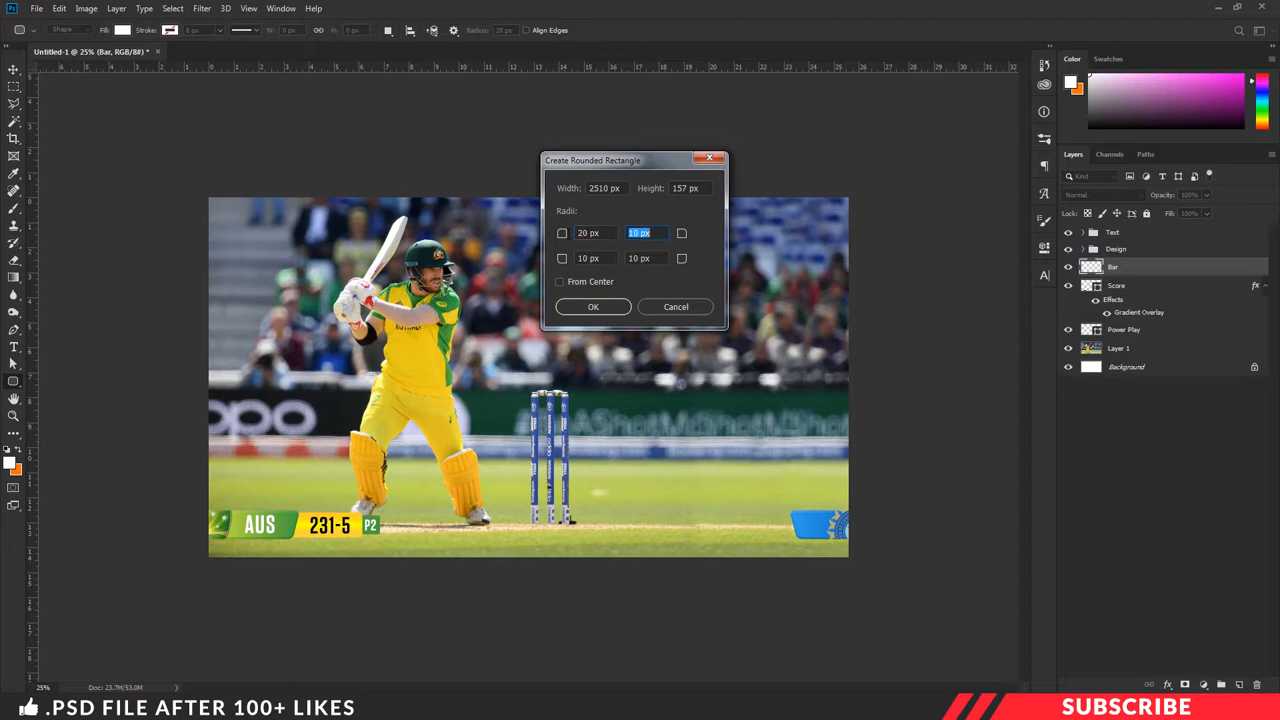 Ps File Edit Image Layer Type Select Filter 3D View Window Help
Shape Fill: Stroke: 8 px W: 0 px H: 0 px Radius: 20 px Align Edges
Untitled-1 @ 25% (Bar, RGB/8#) * ×
Color Swatches
Create Rounded Rectangle
Width: 2510 px Height: 157 px
Radii:
20 px 10 px
10 px 10 px
From Center
OK Cancel
Layers Channels Paths
Kind
Normal Opacity: 100%
Lock: Fill: 100%
Text
Design
Bar
Score fx
Effects
Gradient Overlay
Power Play
Layer 1
Background
oppo
AUS 231-5 P2
25% Doc: 23.7M/53.0M
.PSD FILE AFTER 100+ LIKES
SUBSCRIBE